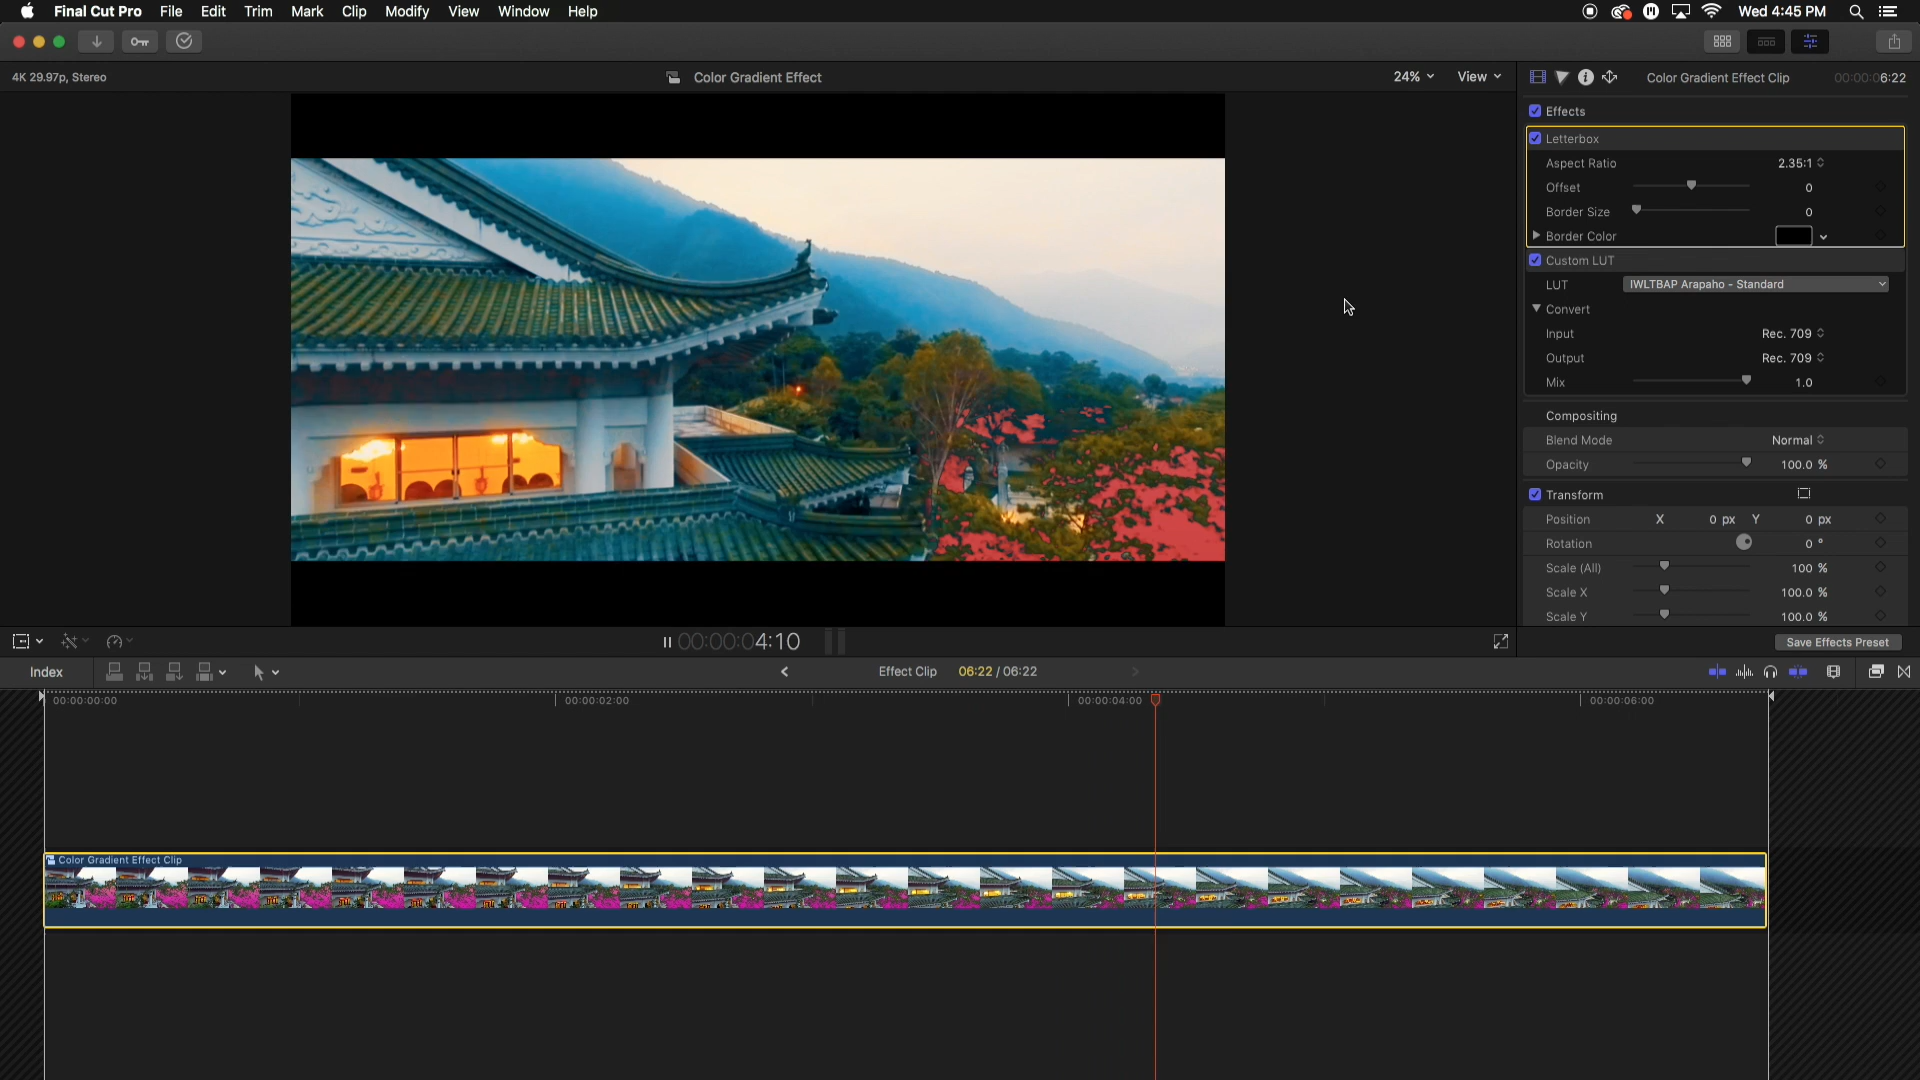 Final Cut Pro File Edit Trim Mark Clip Modify View Window Help Wed 4:45 PM
4K 29.97p, Stereo Color Gradient Effect 24% View Color Gradient Effect Clip 00:00:06:22
Effects
Letterbox
Aspect Ratio 2.35:1
Offset 0
Border Size 0
Border Color
Custom LUT
LUT IWLTBAP Arapaho - Standard
Convert
Input Rec. 709
Output Rec. 709
Mix 1.0
Compositing
Blend Mode Normal
Opacity 100.0 %
Transform
Position X 0 px Y 0 px
Rotation 0 °
Scale (All) 100 %
Scale X 100.0 %
Scale Y 100.0 %
00:00:04:10 Save Effects Preset
Index Effect Clip 06:22 / 06:22
00:00:00:00 00:00:02:00 00:00:04:00 00:00:06:00
Color Gradient Effect Clip